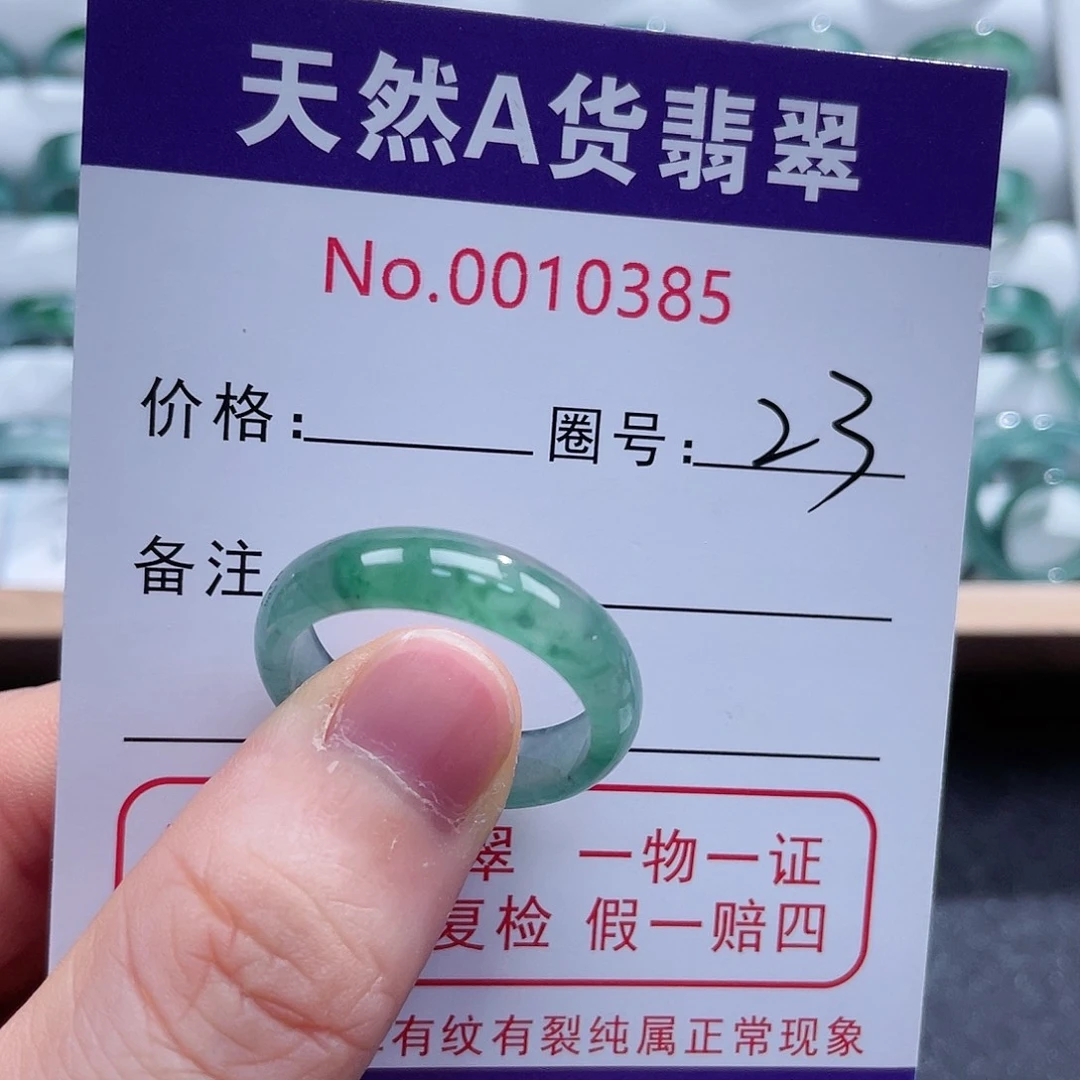 天然A货翡翠
No.0010385
价格: 圈号: 23
备注
翠 一物一证
复检 假一赔四
有纹有裂纯属正常现象